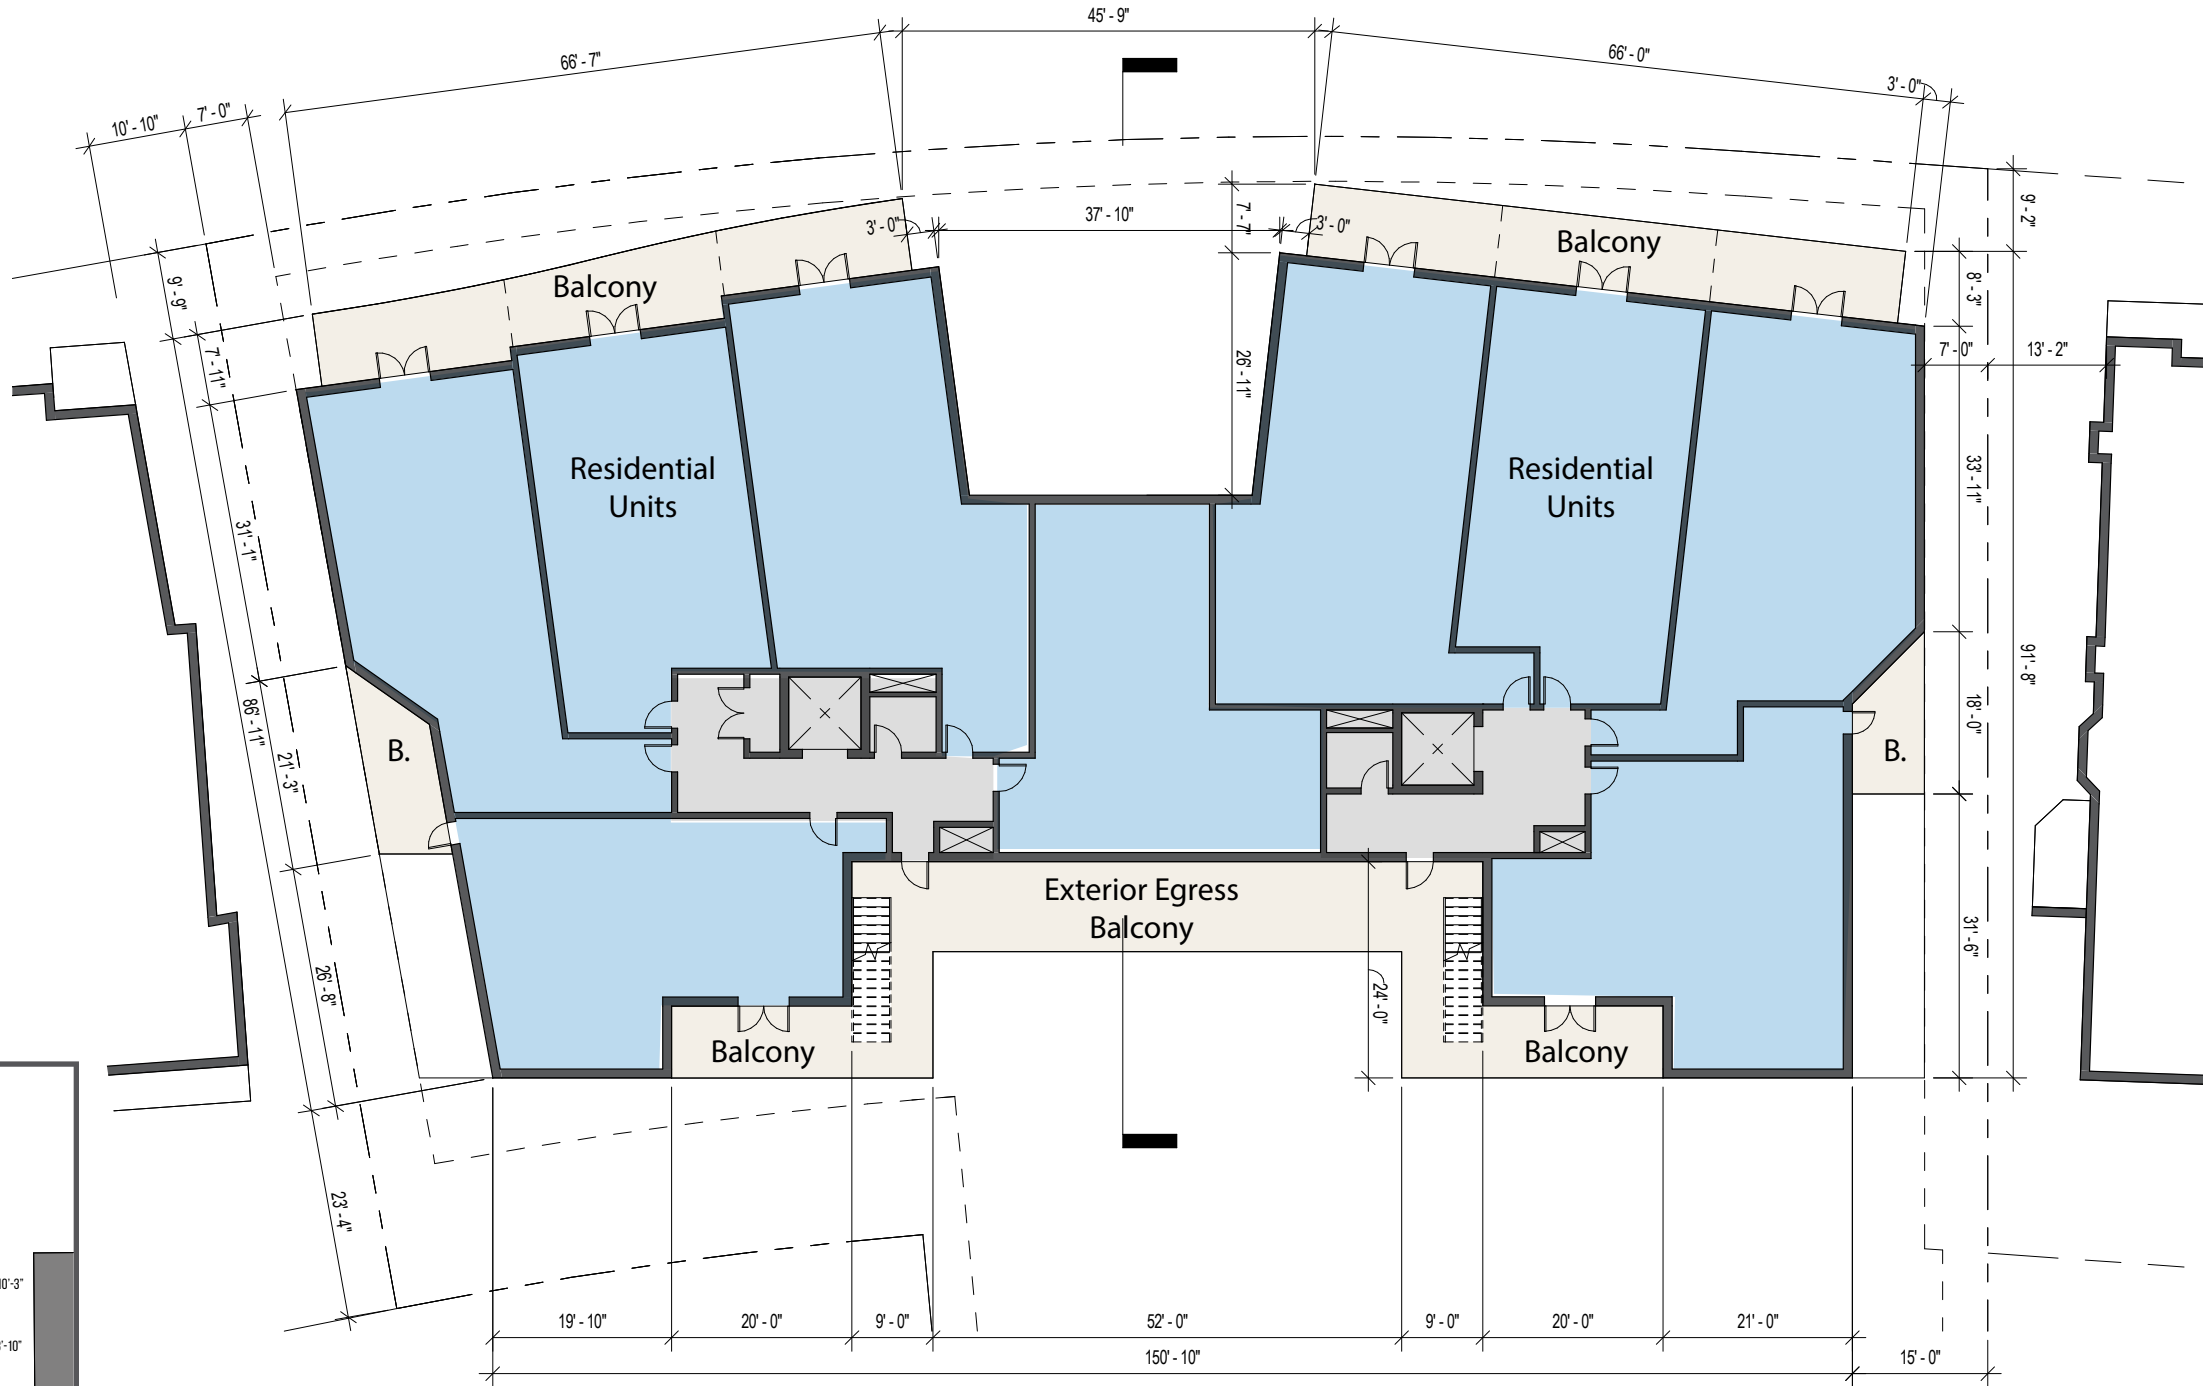 45' - 9"
66' - 7"
66' - 0"
3' - 0"
10' - 10"
7' - 0"
9' - 2"
3' - 0"
37' - 10"
7' - 7"
3' - 0"
Balcony
Balcony
9' - 9"
8' - 3"
7' - 11"
26' - 11"
7' - 0"
13' - 2"
Residential
Units
Residential
Units
33' - 11"
31' - 1"
91' - 8"
86' - 11"
18' - 0"
B.
B.
21' - 3"
Exterior Egress
Balcony
31' - 6"
26' - 8"
24' - 0"
Balcony
Balcony
23' - 4"
19' - 10"
20' - 0"
9' - 0"
52' - 0"
9' - 0"
20' - 0"
21' - 0"
150' - 10"
15' - 0"